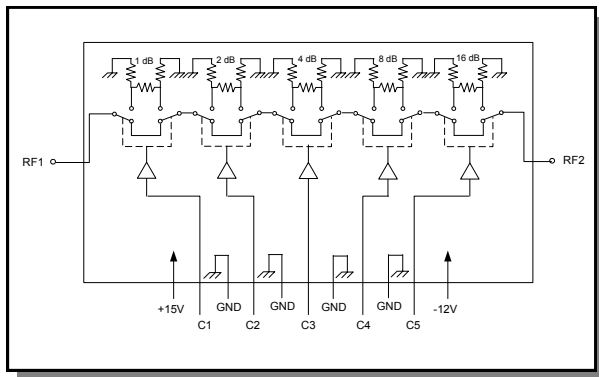 1 dB 2 dB 4 dB 8 dB 16 dB
RF1 RF2
+15V GND GND GND GND -12V
C1 C2 C3 C4 C5